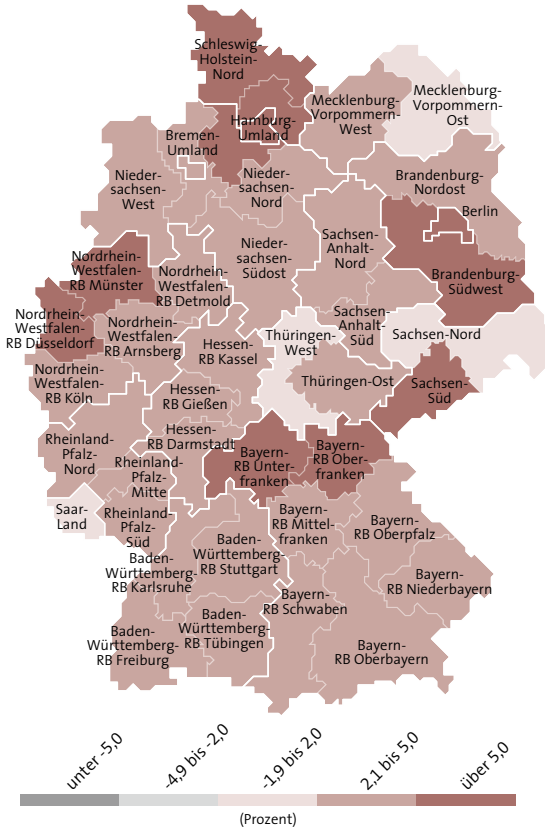 Schleswig-
Holstein-
Nord
Hamburg-
Umland
Mecklenburg-
Vorpommern-
West
Mecklenburg-
Vorpommern-
Ost
Bremen-
Umland
Nieder-
sachsen-
West
Nieder-
sachsen-
Nord
Brandenburg-
Nordost
Berlin
Nieder-
sachsen-
Südost
Sachsen-
Anhalt-
Nord
Nordrhein-
Westfalen-
RB Münster
Nordrhein-
Westfalen-
RB Detmold
Brandenburg-
Südwest
Nordrhein-
Westfalen-
RB Düsseldorf
Nordrhein-
Westfalen-
RB Arnsberg
Hessen-
RB Kassel
Thüringen-
West
Sachsen-
Anhalt-
Süd
Sachsen-Nord
Nordrhein-
Westfalen-
RB Köln
Hessen-
RB Gießen
Thüringen-Ost
Sachsen-
Süd
Rheinland-
Pfalz-
Nord
Hessen-
RB Darmstadt
Bayern-
RB Unter-
franken
Bayern-
RB Ober-
franken
Rheinland-
Pfalz-
Mitte
Saar-
Land
Rheinland-
Pfalz-
Süd
Bayern-
RB Mittel-
franken
Bayern-
RB Oberpfalz
Baden-
Württemberg-
RB Stuttgart
Baden-
Württemberg-
RB Karlsruhe
Bayern-
RB Niederbayern
Bayern-
RB Schwaben
Baden-
Württemberg-
RB Tübingen
Baden-
Württemberg-
RB Freiburg
Bayern-
RB Oberbayern
unter -5,0
-4,9 bis -2,0
-1,9 bis 2,0
2,1 bis 5,0
über 5,0
(Prozent)